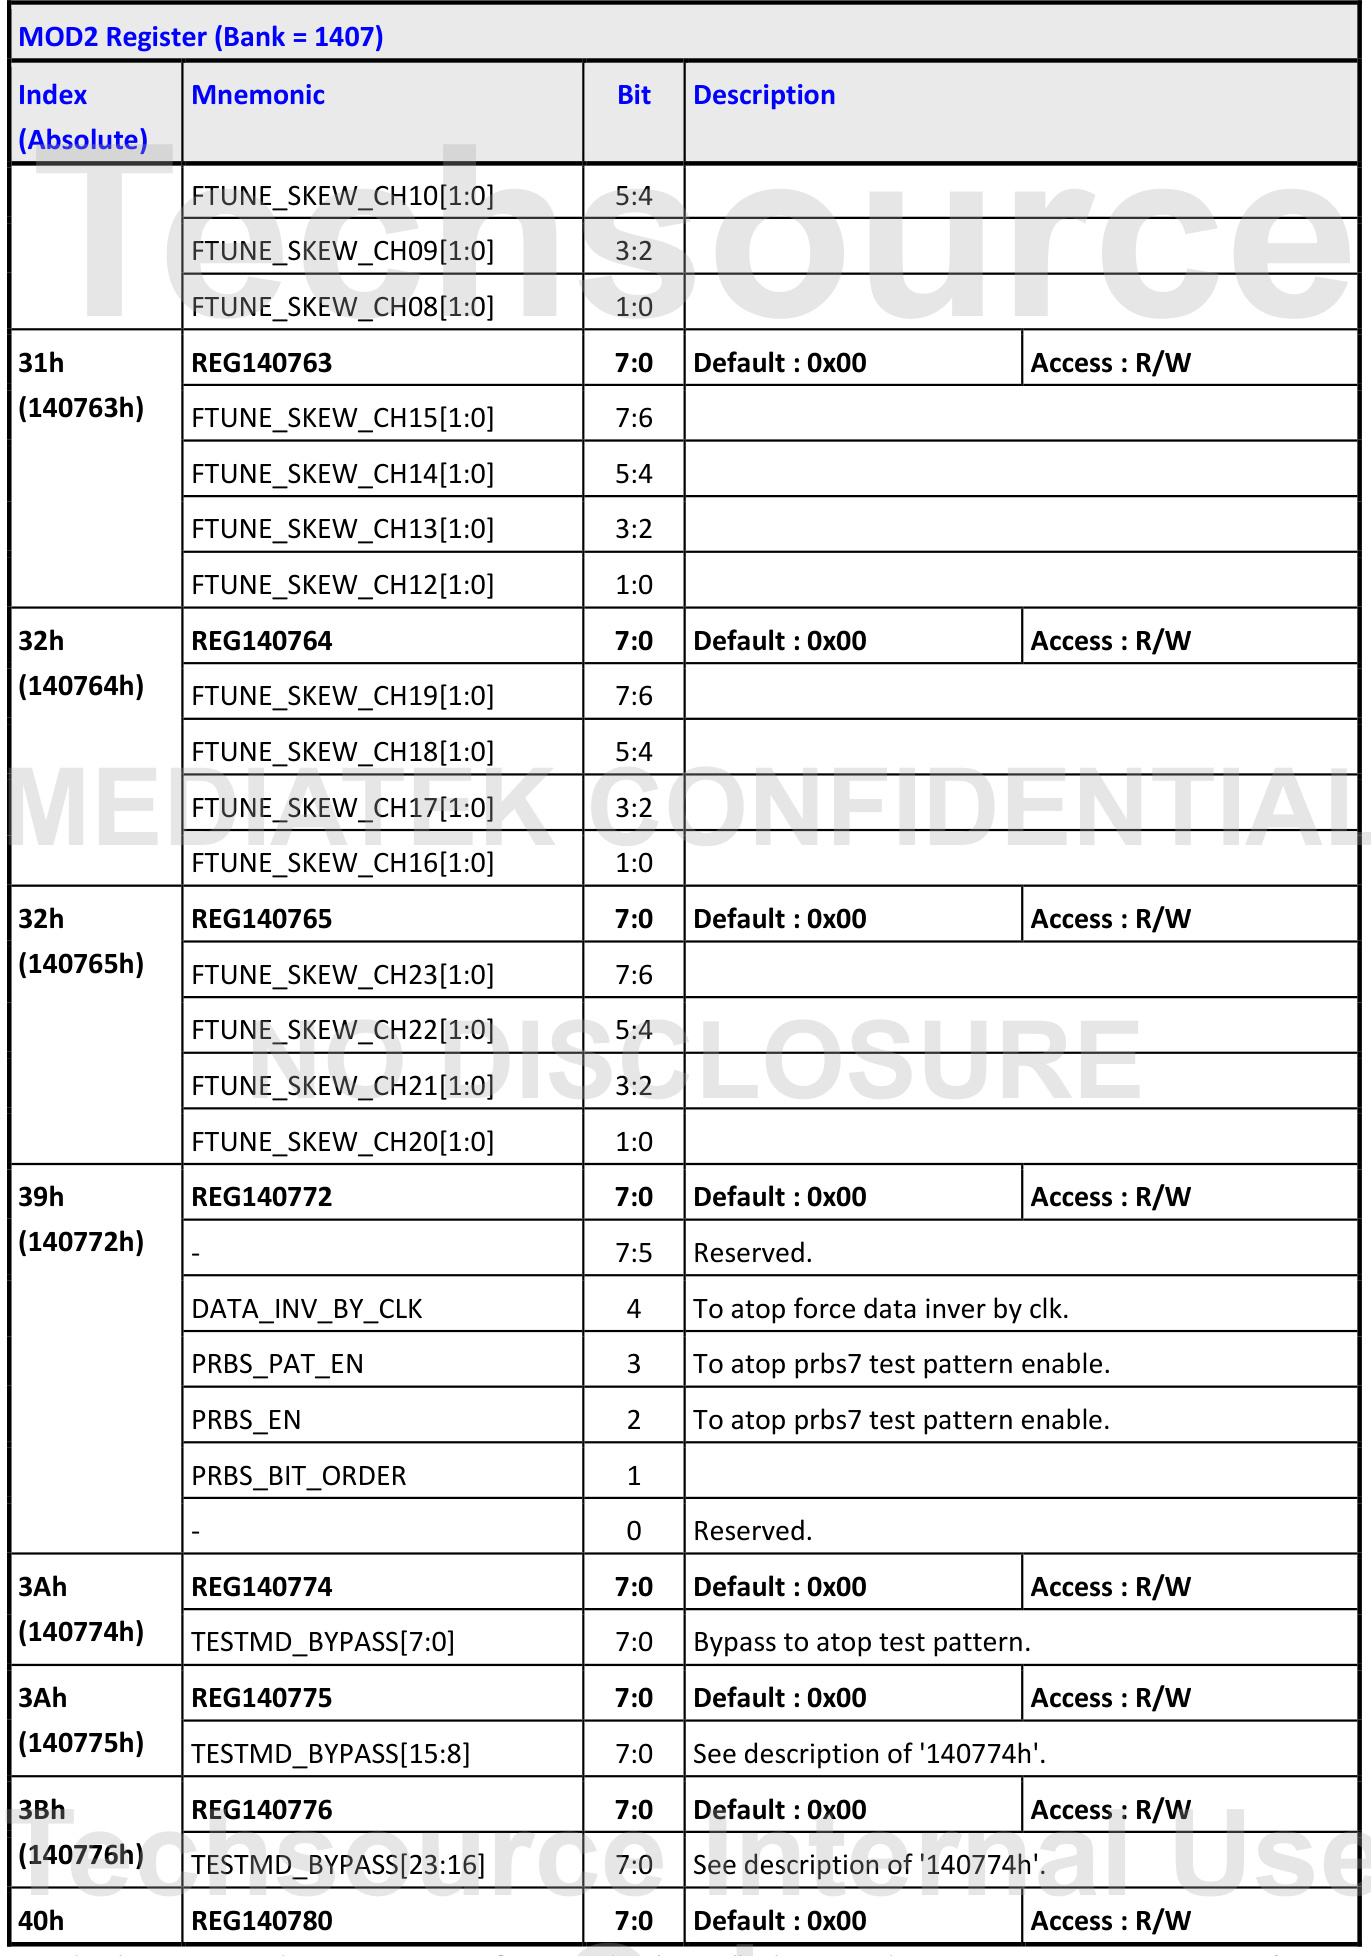 MOD2 Register (Bank = 1407)
Index (Absolute) Mnemonic Bit Description
FTUNE_SKEW_CH10[1:0] 5:4
FTUNE_SKEW_CH09[1:0] 3:2
FTUNE_SKEW_CH08[1:0] 1:0
31h REG140763 7:0 Default : 0x00 Access : R/W
(140763h) FTUNE_SKEW_CH15[1:0] 7:6
FTUNE_SKEW_CH14[1:0] 5:4
FTUNE_SKEW_CH13[1:0] 3:2
FTUNE_SKEW_CH12[1:0] 1:0
32h REG140764 7:0 Default : 0x00 Access : R/W
(140764h) FTUNE_SKEW_CH19[1:0] 7:6
FTUNE_SKEW_CH18[1:0] 5:4
FTUNE_SKEW_CH17[1:0] 3:2
FTUNE_SKEW_CH16[1:0] 1:0
32h REG140765 7:0 Default : 0x00 Access : R/W
(140765h) FTUNE_SKEW_CH23[1:0] 7:6
FTUNE_SKEW_CH22[1:0] 5:4
FTUNE_SKEW_CH21[1:0] 3:2
FTUNE_SKEW_CH20[1:0] 1:0
39h REG140772 7:0 Default : 0x00 Access : R/W
(140772h) - 7:5 Reserved.
DATA_INV_BY_CLK 4 To atop force data inver by clk.
PRBS_PAT_EN 3 To atop prbs7 test pattern enable.
PRBS_EN 2 To atop prbs7 test pattern enable.
PRBS_BIT_ORDER 1
- 0 Reserved.
3Ah REG140774 7:0 Default : 0x00 Access : R/W
(140774h) TESTMD_BYPASS[7:0] 7:0 Bypass to atop test pattern.
3Ah REG140775 7:0 Default : 0x00 Access : R/W
(140775h) TESTMD_BYPASS[15:8] 7:0 See description of '140774h'.
3Bh REG140776 7:0 Default : 0x00 Access : R/W
(140776h) TESTMD_BYPASS[23:16] 7:0 See description of '140774h'.
40h REG140780 7:0 Default : 0x00 Access : R/W
Techsource
MEDIATEK CONFIDENTIAL
NO DISCLOSURE
Techsource Internal Use